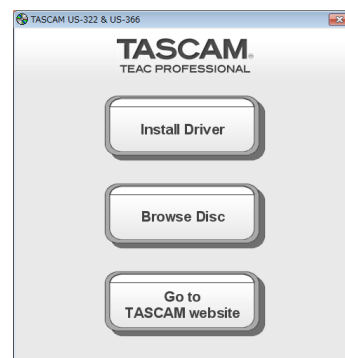 TASCAM US-322 & US-366
TASCAM
TEAC PROFESSIONAL
Install Driver
Browse Disc
Go to
TASCAM website